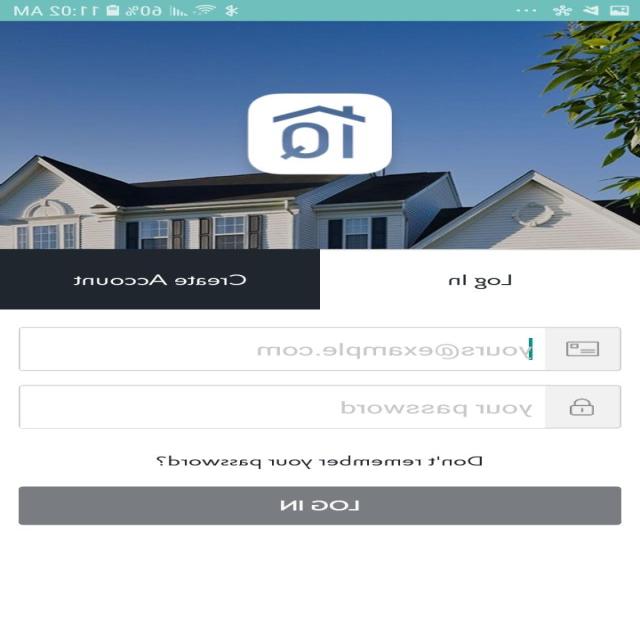 60% 11:02 AM
IQ
Log In
Create Account
yours@example.com
your password
Don't remember your password?
LOG IN